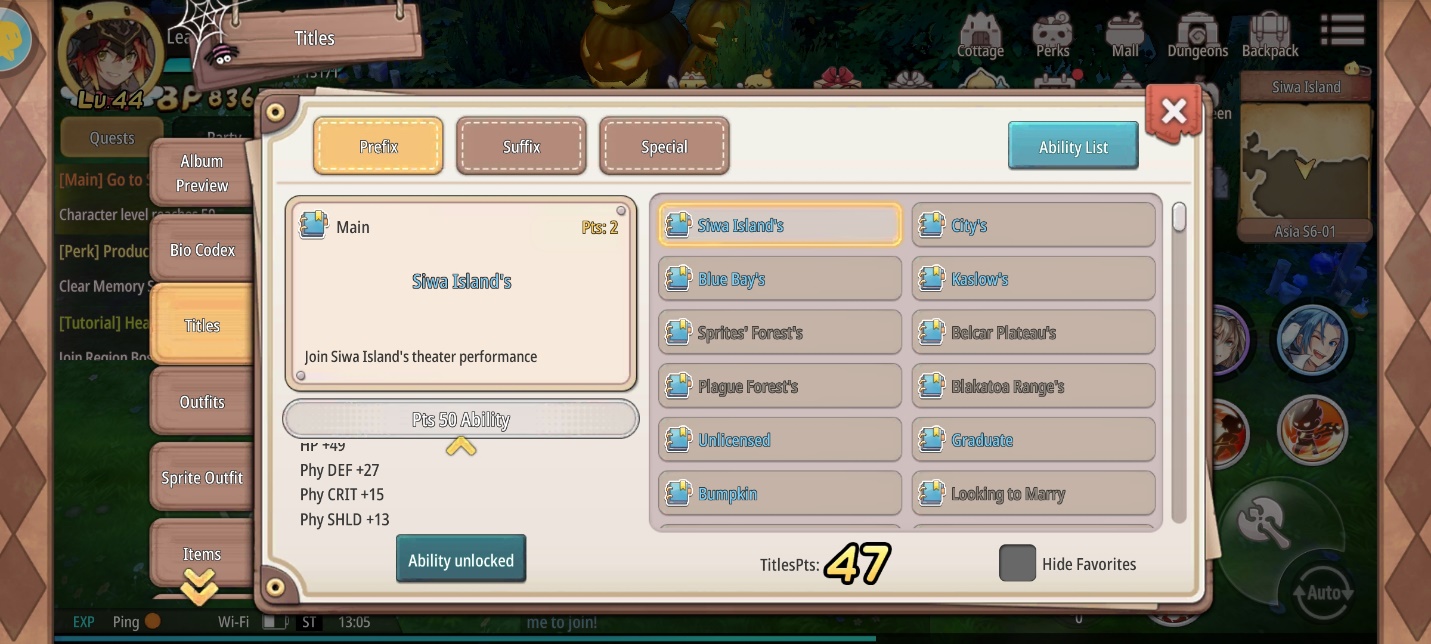 Titles
Lv.44
BP 836
Cottage
Perks
Mall
Dungeons
Backpack
Siwa Island
Asia S6-01
Quests
Party
[Main] Go to
Character level reaches 50
[Perk] Produc
Clear Memory S
[Tutorial] Hea
Join Region Bos
Album
Preview
Bio Codex
Titles
Outfits
Sprite Outfit
Items
Prefix
Suffix
Special
Ability List
Main
Pts: 2
Siwa Island's
Join Siwa Island's theater performance
Pts 50 Ability
HP +49
Phy DEF +27
Phy CRIT +15
Phy SHLD +13
Ability unlocked
Siwa Island's
City's
Blue Bay's
Kaslow's
Sprites' Forest's
Belcar Plateau's
Plague Forest's
Blakatoa Range's
Unlicensed
Graduate
Bumpkin
Looking to Marry
TitlesPts: 47
Hide Favorites
Auto
EXP
Ping
Wi-Fi
ST
13:05
me to join!